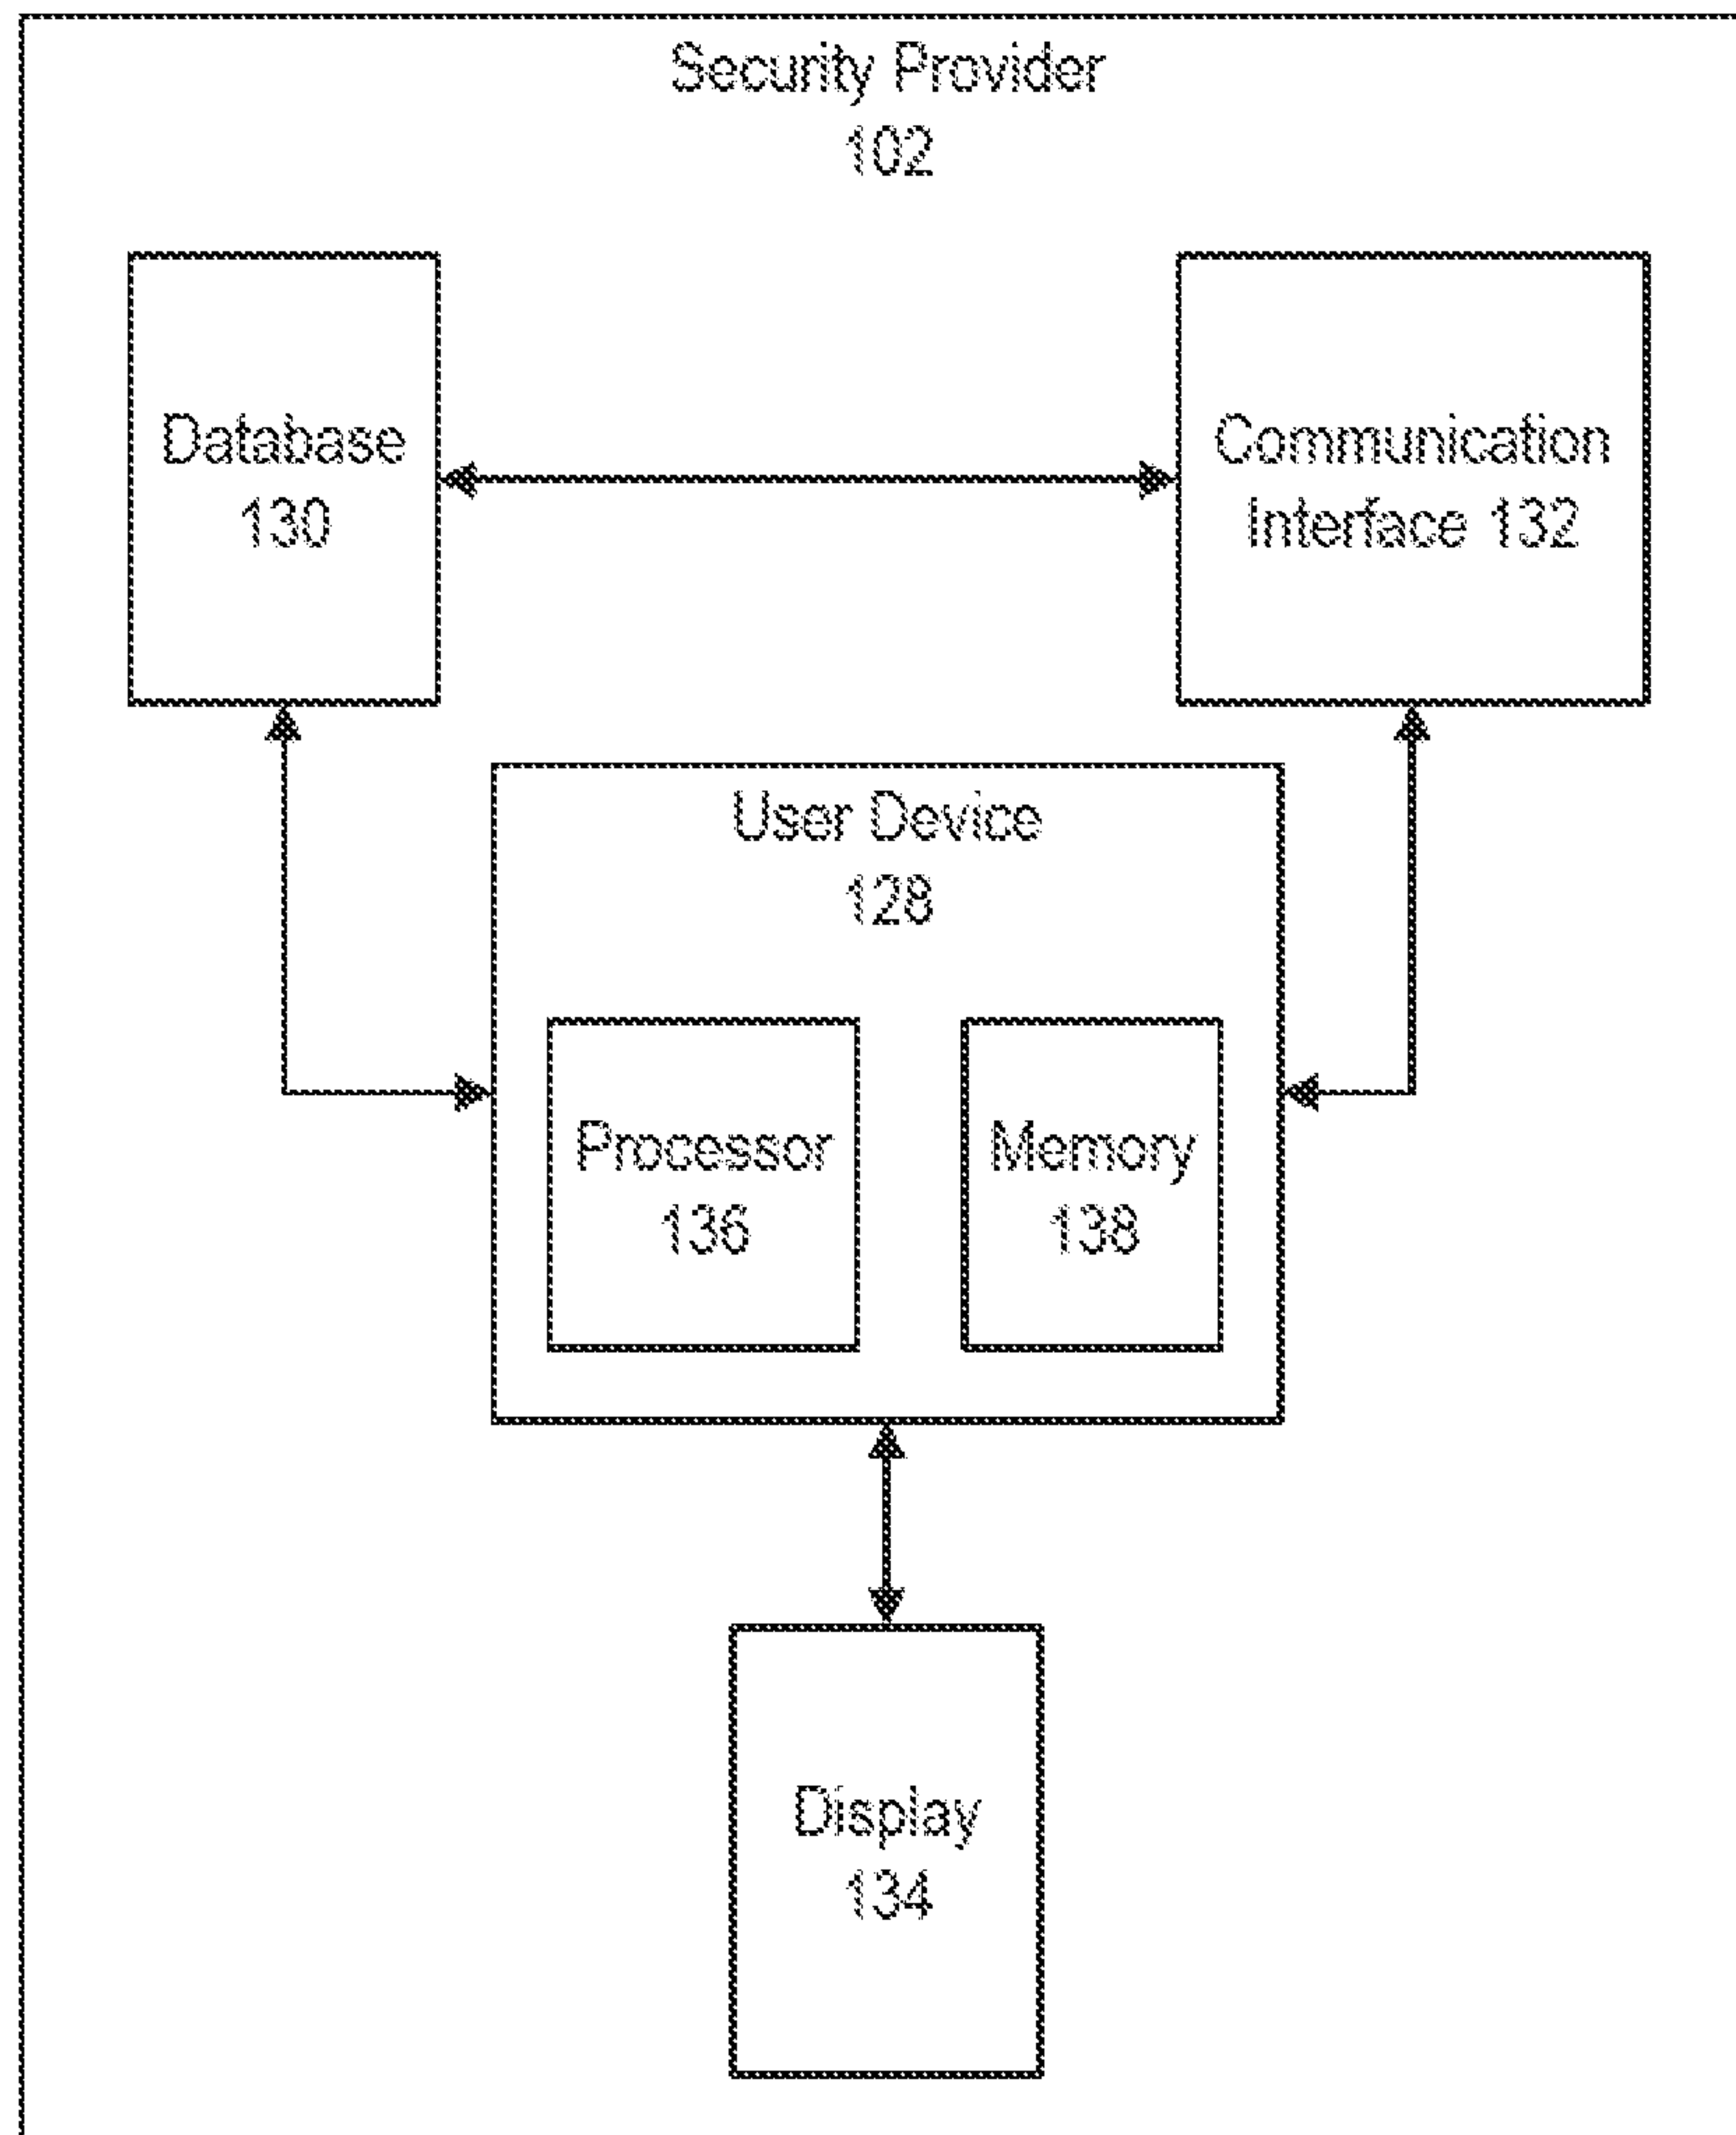 Security Provider
102
Database
130
Communication
Interface 132
User Device
128
Processor
136
Memory
138
Display
134